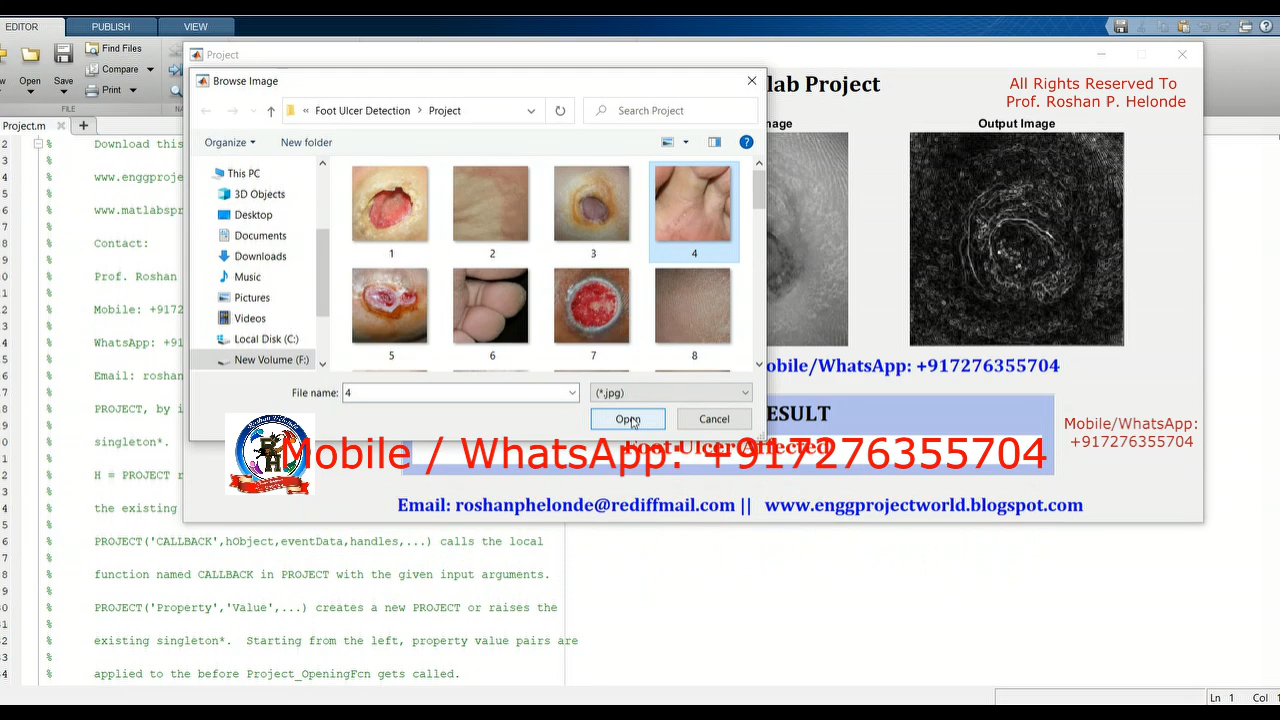 EDITOR
PUBLISH
VIEW
Find Files
Compare
Print
Open
Save
FILE
Project.m
Project
Browse Image
« Foot Ulcer Detection > Project
Search Project
Organize
New folder
This PC
3D Objects
Desktop
Documents
Downloads
Music
Pictures
Videos
Local Disk (C:)
New Volume (F:)
1
2
3
4
5
6
7
8
File name: 4
(*.jpg)
Open
Cancel
lab Project
All Rights Reserved To
Prof. Roshan P. Helonde
mage
Output Image
obile/WhatsApp: +917276355704
ESULT
Foot Ulcer Affected
Mobile/WhatsApp:
+917276355704
Mobile / WhatsApp: +917276355704
Email: roshanphelonde@rediffmail.com || www.enggprojectworld.blogspot.com
% Download this
% www.enggproje
% www.matlabspr
% Contact:
% Prof. Roshan
% Mobile: +917
% WhatsApp: +9
% Email: roshan
% PROJECT, by i
% singleton*.
% H = PROJECT r
% the existing
% PROJECT('CALLBACK',hObject,eventData,handles,...) calls the local
% function named CALLBACK in PROJECT with the given input arguments.
% PROJECT('Property','Value',...) creates a new PROJECT or raises the
% existing singleton*. Starting from the left, property value pairs are
% applied to the before Project_OpeningFcn gets called.
Ln 1 Col 1